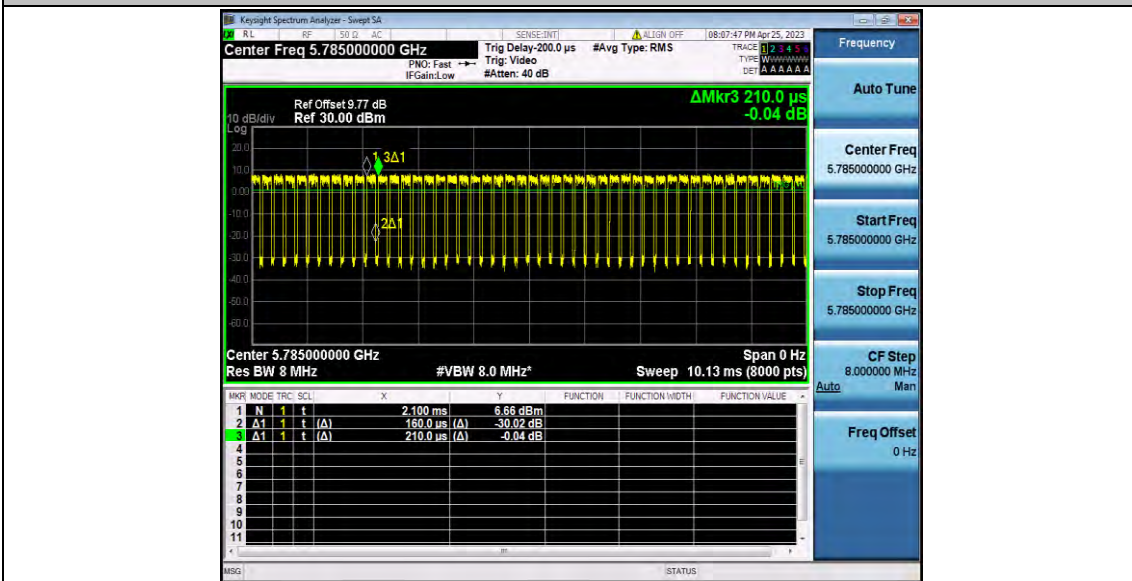 Keysight Spectrum Analyzer - Swept SA
RL RF 50 Ω AC SENSE:INT ALIGN OFF 08:07:47 PM Apr 25, 2023
Center Freq 5.785000000 GHz Trig Delay-200.0 µs #Avg Type: RMS TRACE 1 2 3 4 5 6
PNO: Fast Trig: Video TYPE W
IFGain:Low #Atten: 40 dB DET A A A A A A
Frequency
Auto Tune
Center Freq
5.785000000 GHz
Start Freq
5.785000000 GHz
Stop Freq
5.785000000 GHz
CF Step
8.000000 MHz
Auto Man
Freq Offset
0 Hz
ΔMkr3 210.0 µs
-0.04 dB
Ref Offset 9.77 dB
10 dB/div Ref 30.00 dBm
Log
20.0
10.0
0.00
-10.0
-20.0
-30.0
-40.0
-50.0
-60.0
1 3Δ1
2Δ1
Center 5.785000000 GHz Span 0 Hz
Res BW 8 MHz #VBW 8.0 MHz* Sweep 10.13 ms (8000 pts)
MKR MODE TRC SCL X Y FUNCTION FUNCTION WIDTH FUNCTION VALUE
1 N 1 t 2.100 ms 6.66 dBm
2 Δ1 1 t (Δ) 160.0 µs (Δ) -30.02 dB
3 Δ1 1 t (Δ) 210.0 µs (Δ) -0.04 dB
4
5
6
7
8
9
10
11
MSG STATUS